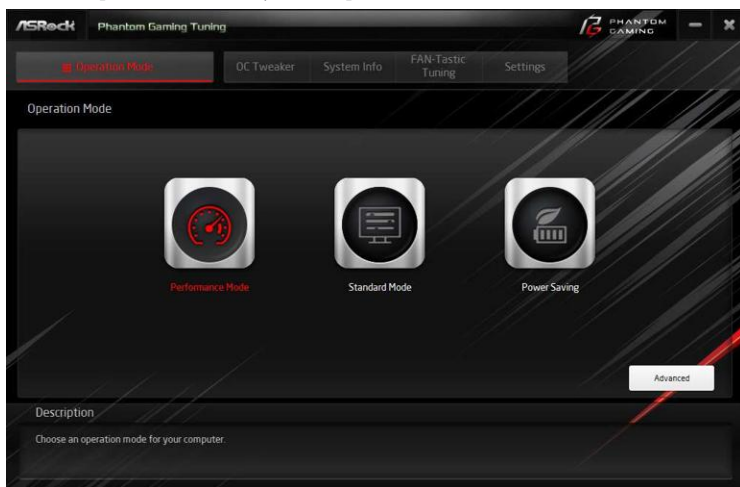 ASRock
Phantom Gaming Tuning
PHANTOM
GAMING
Operation Mode
OC Tweaker
System Info
FAN-Tastic
Tuning
Settings
Operation Mode
Performance Mode
Standard Mode
Power Saving
Advanced
Description
Choose an operation mode for your computer.